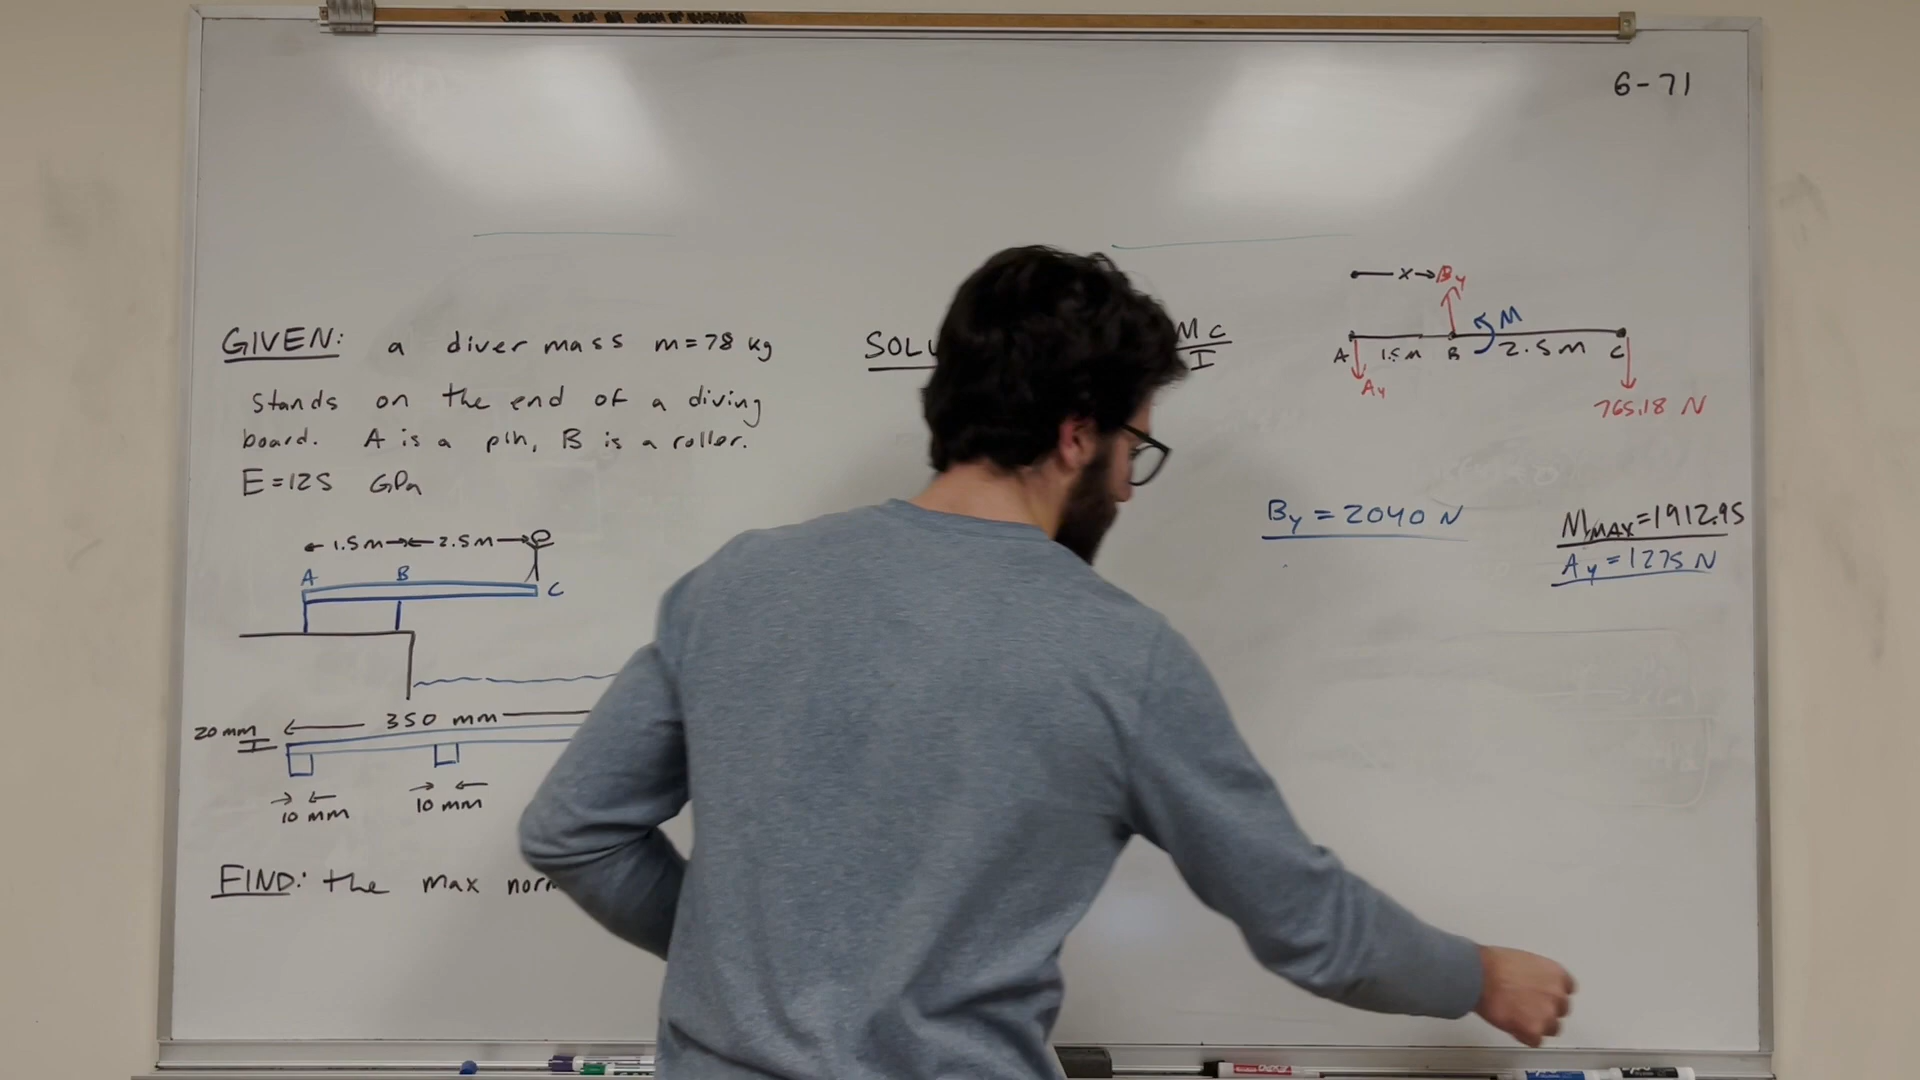 6-71
GIVEN: a diver mass m=78 kg
stands on the end of a diving
board. A is a pin, B is a roller.
E=125 GPa
1.5m 2.5m
A B C
20 mm 350 mm
10 mm 10 mm
FIND: the max
Mc
I
x By
M
A 1.5m B 2.5m C
Ay
765.18 N
By = 2040 N
MMAX=1912.95
Ay=1275 N